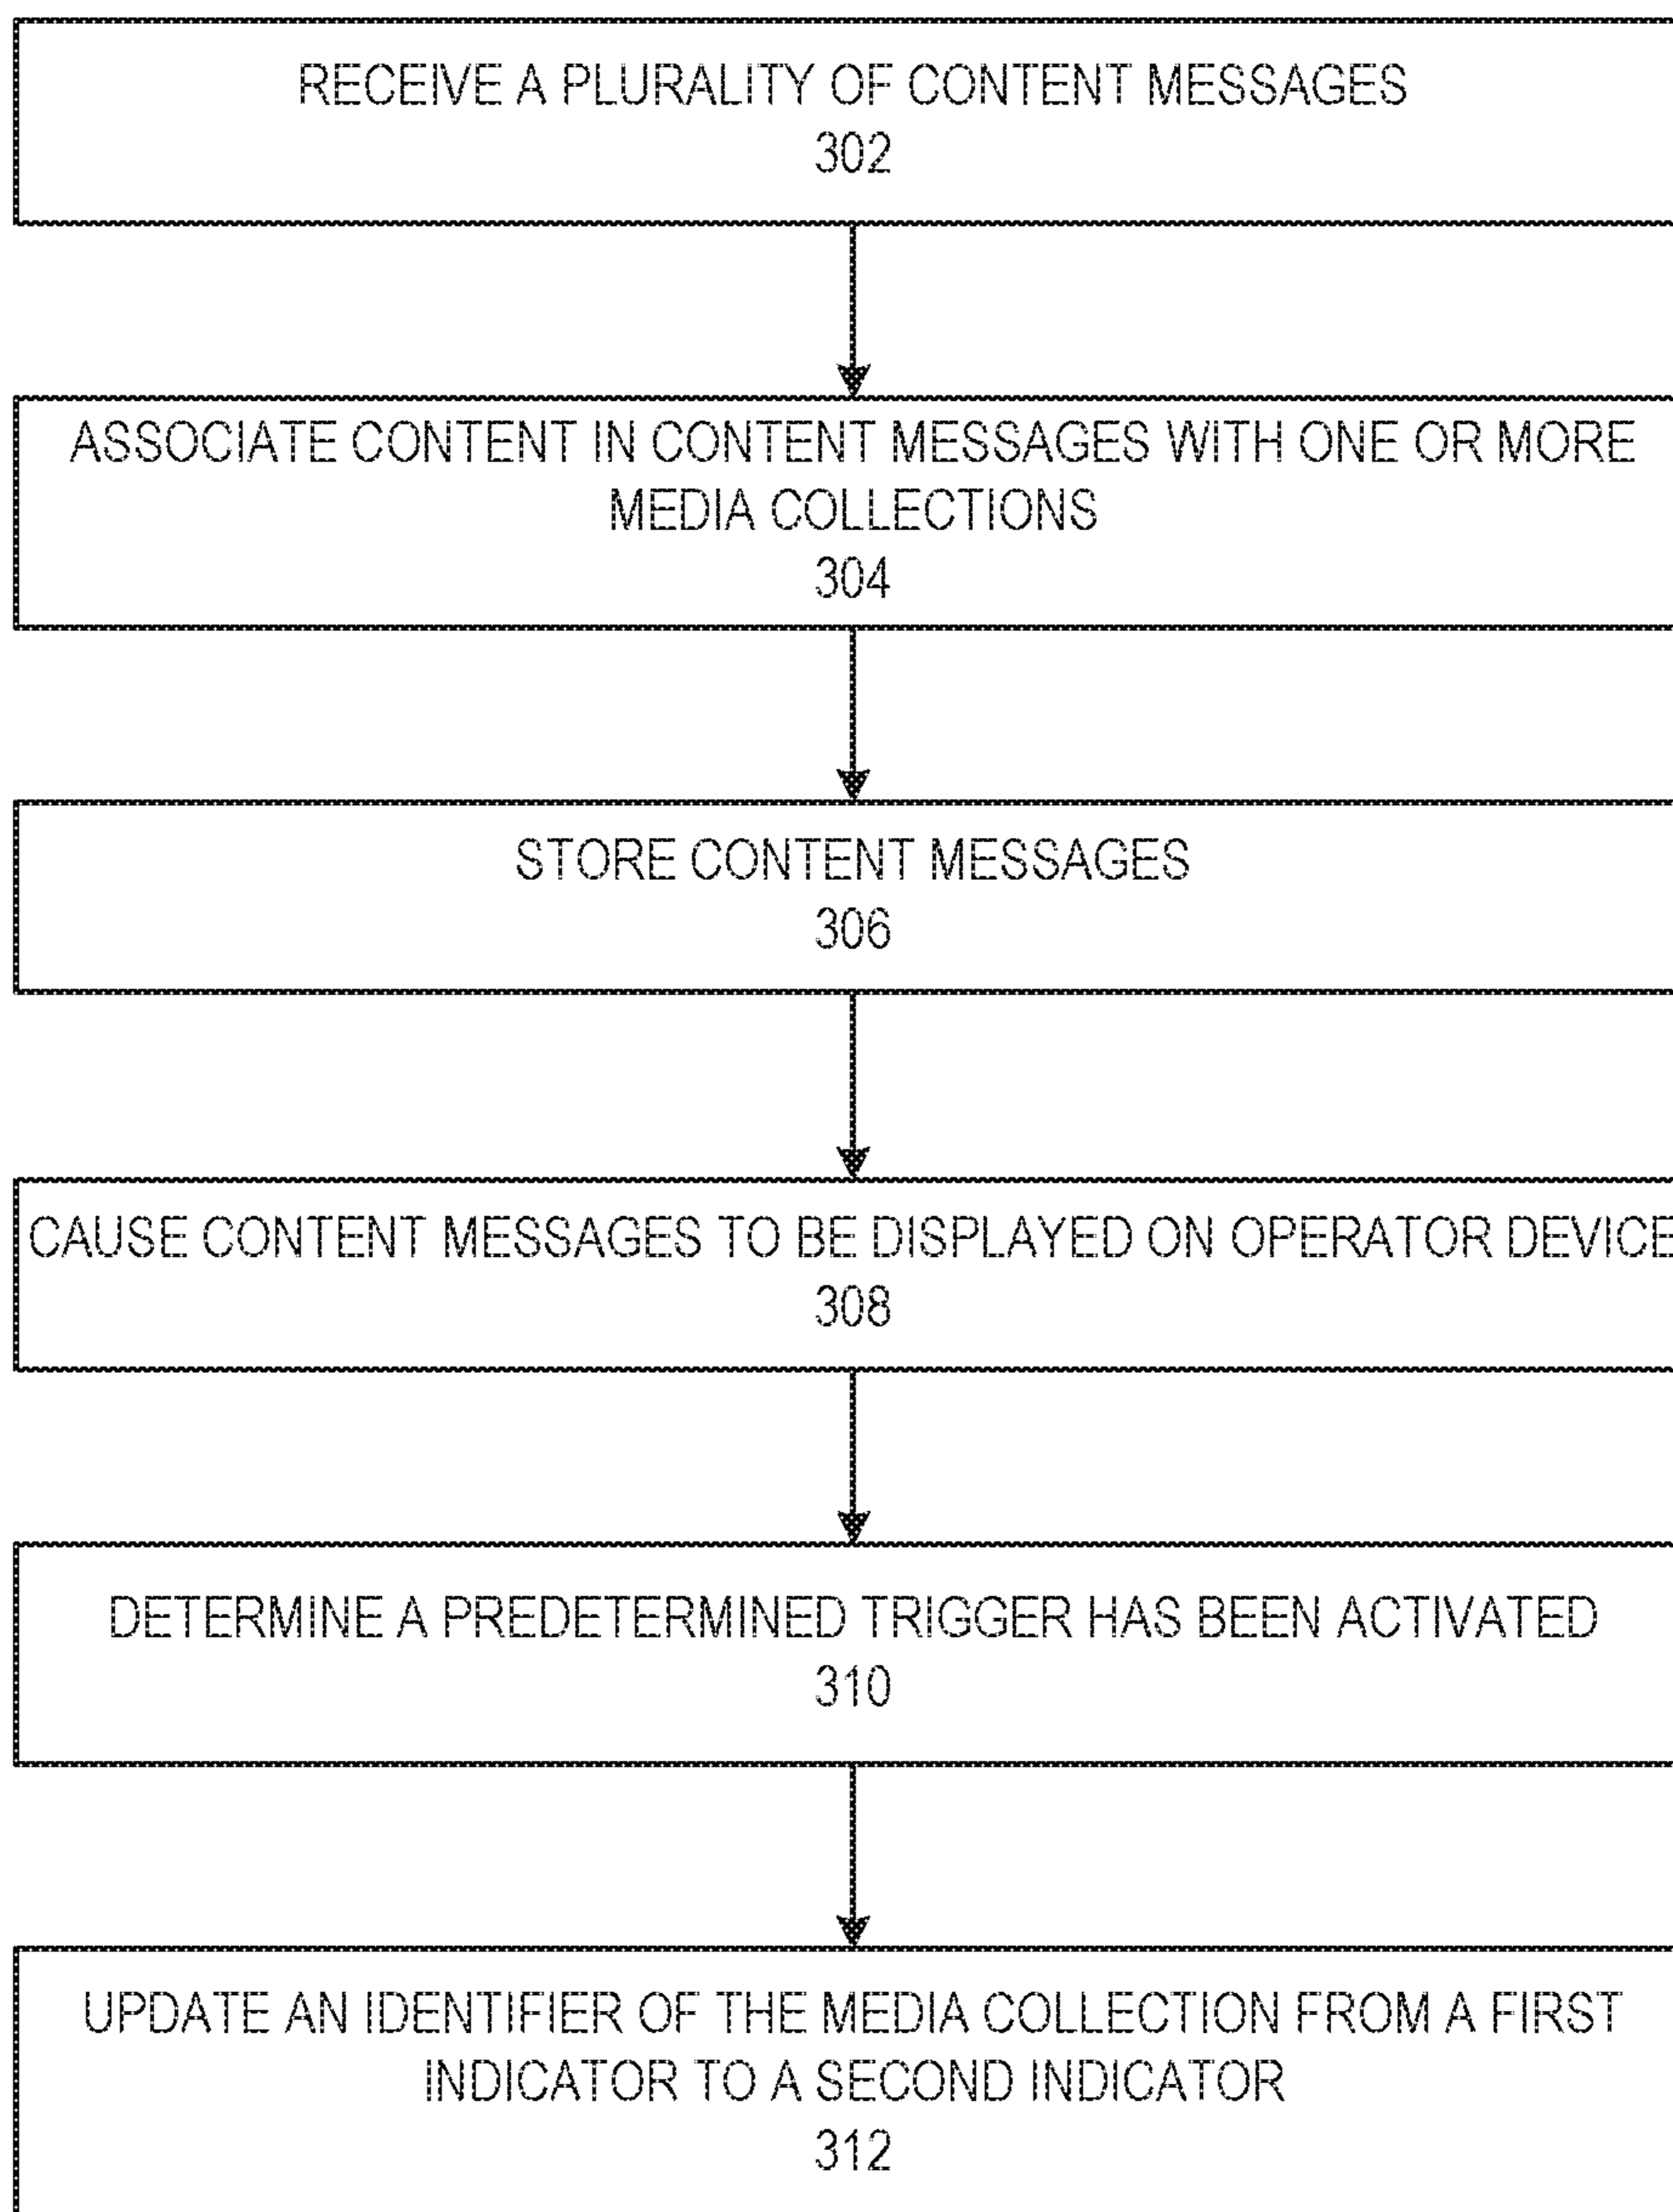 RECEIVE A PLURALITY OF CONTENT MESSAGES
302
ASSOCIATE CONTENT IN CONTENT MESSAGES WITH ONE OR MORE
MEDIA COLLECTIONS
304
STORE CONTENT MESSAGES
306
CAUSE CONTENT MESSAGES TO BE DISPLAYED ON OPERATOR DEVICE
308
DETERMINE A PREDETERMINED TRIGGER HAS BEEN ACTIVATED
310
UPDATE AN IDENTIFIER OF THE MEDIA COLLECTION FROM A FIRST
INDICATOR TO A SECOND INDICATOR
312